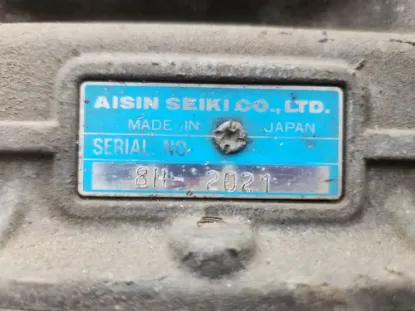 AISIN SEIKI CO., LTD.
MADE IN JAPAN
SERIAL NO
8H- 2021